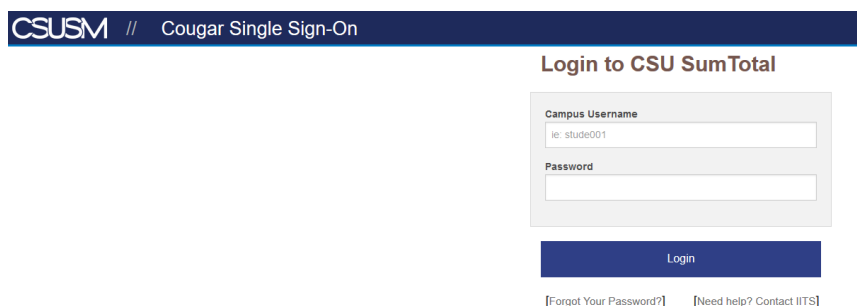 CSUSM // Cougar Single Sign-On
Login to CSU SumTotal
Campus Username
ie: stude001
Password
Login
[Forgot Your Password?] [Need help? Contact IITS]